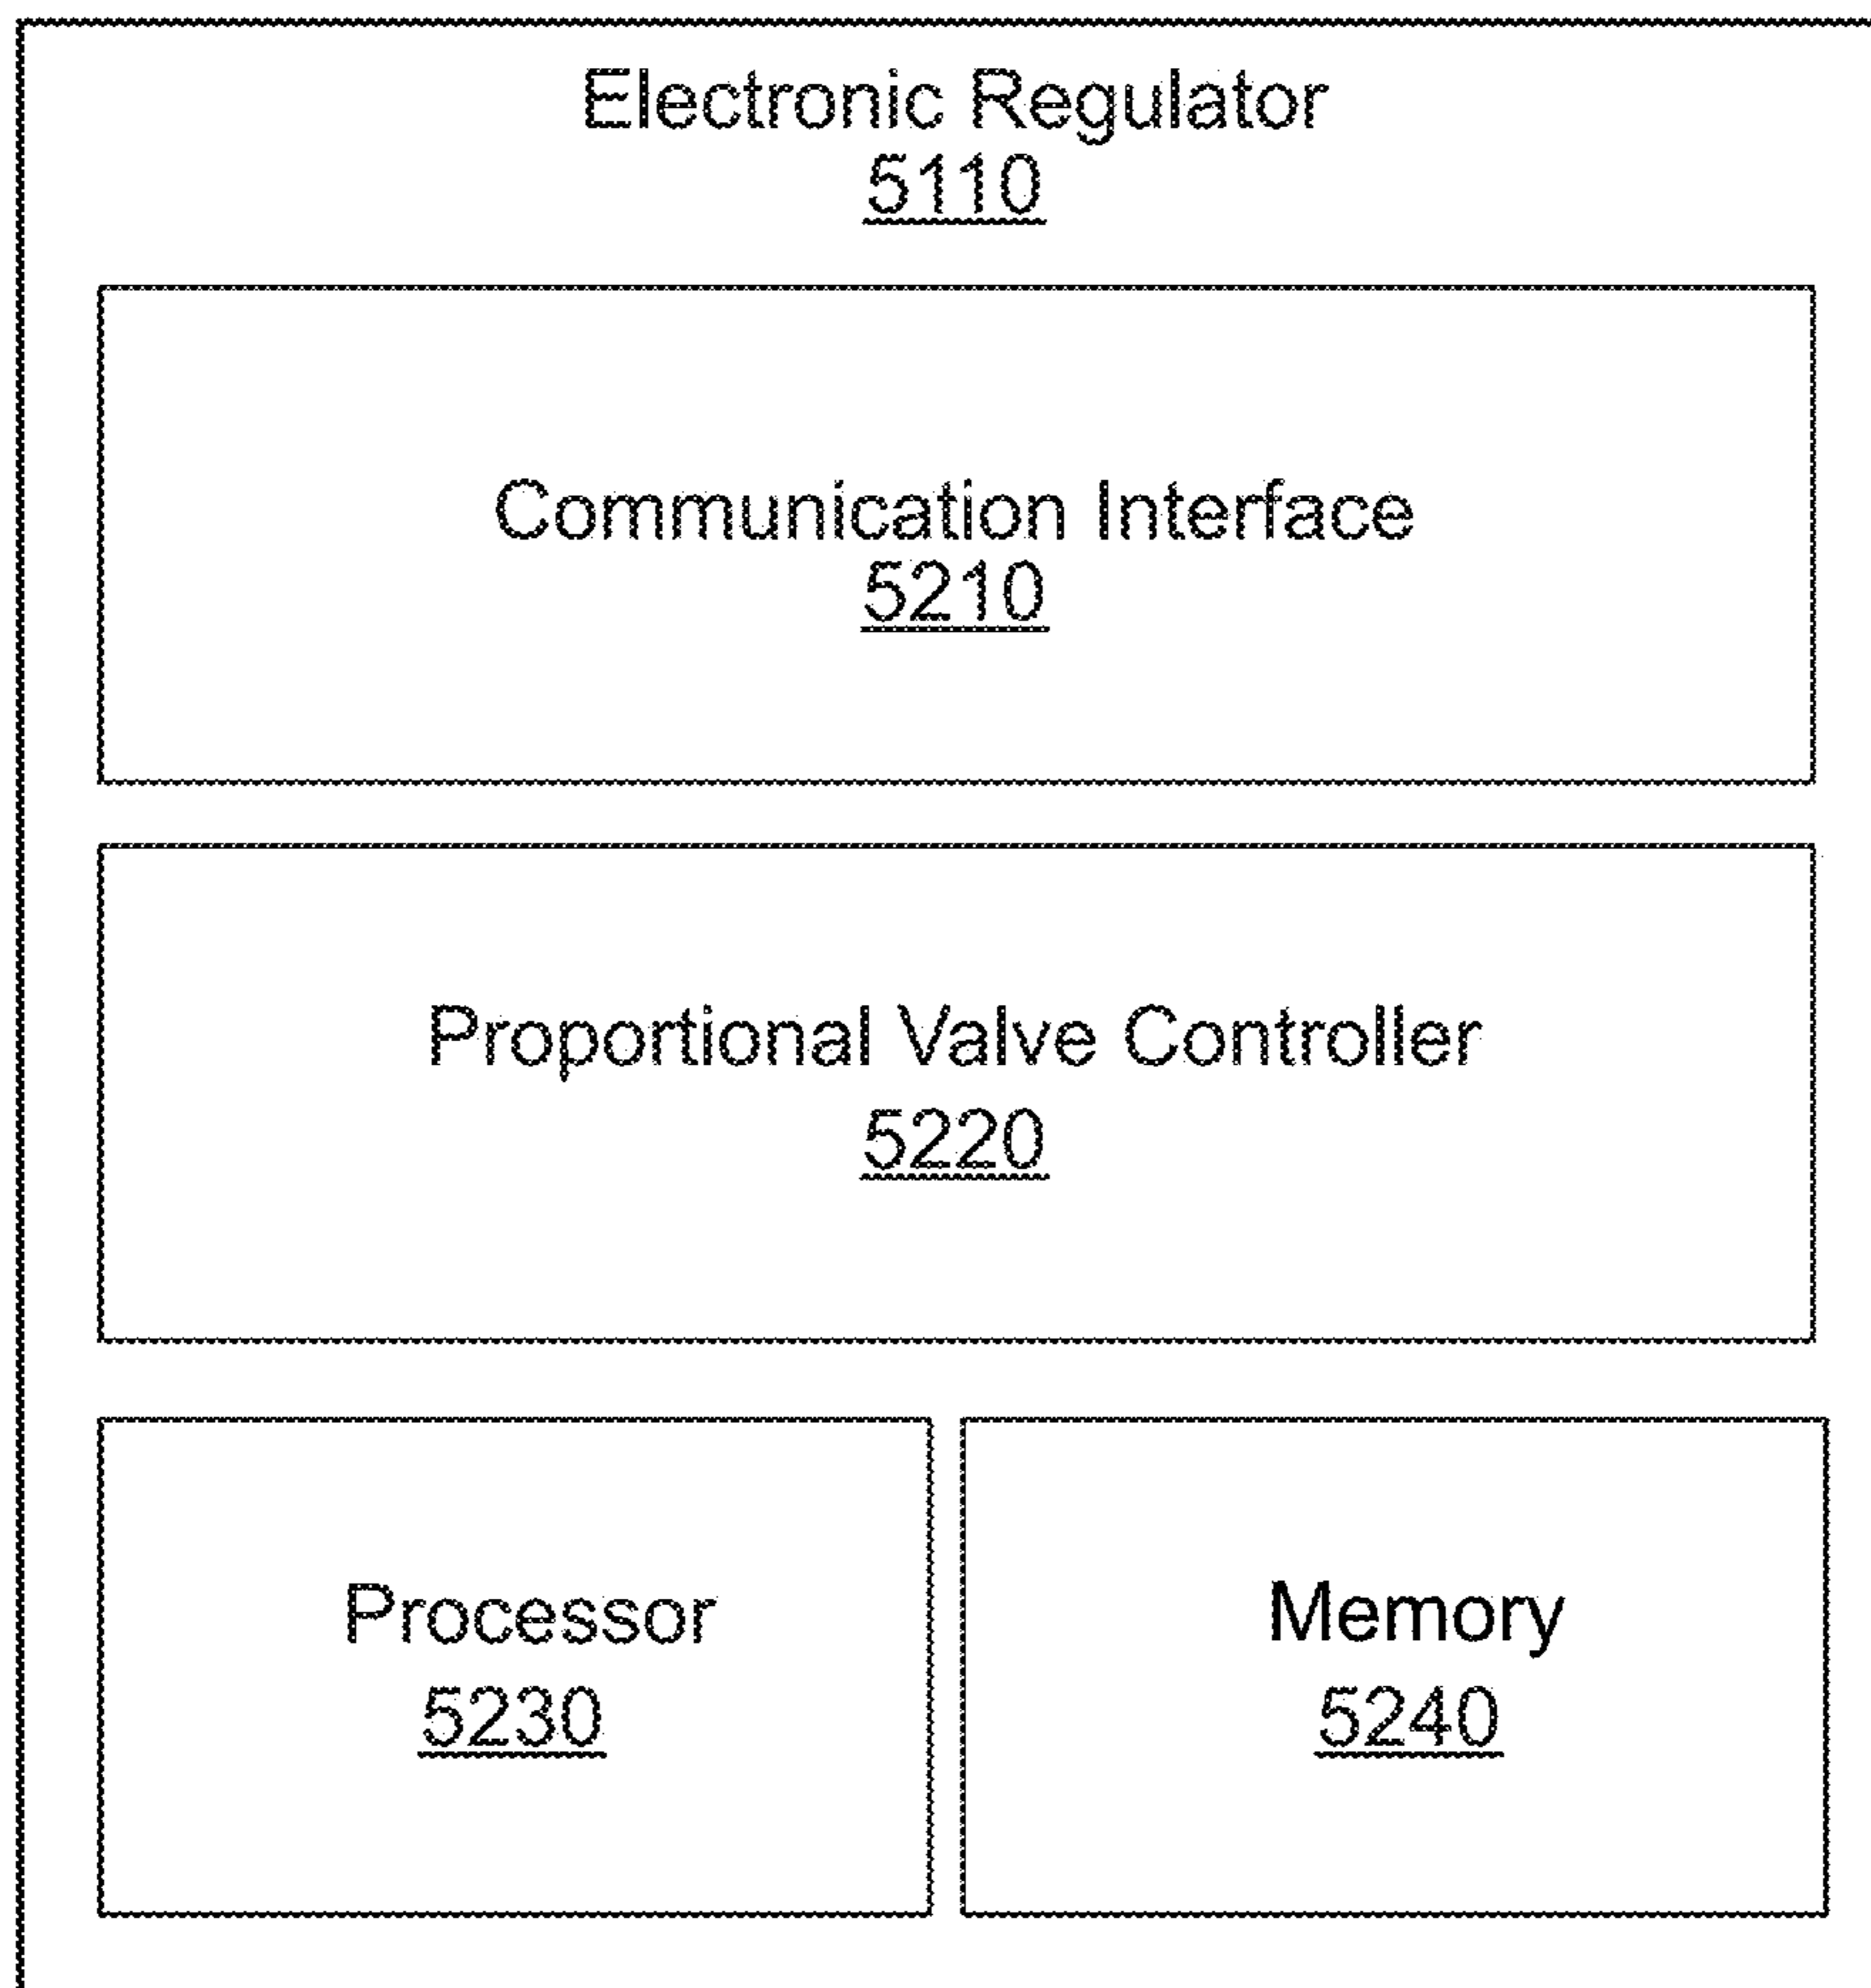 Electronic Regulator
5110
Communication Interface
5210
Proportional Valve Controller
5220
Processor
5230
Memory
5240